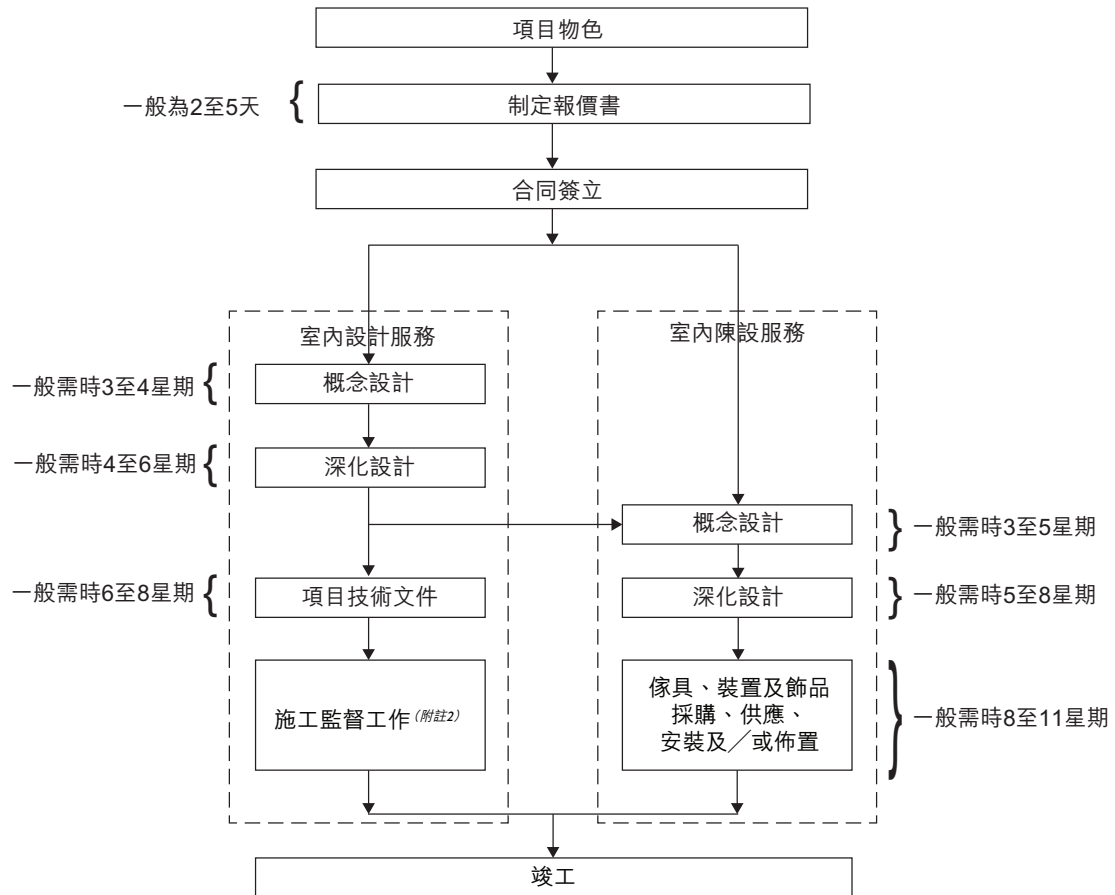 項目物色
一般為2至5天
制定報價書
合同簽立
室內設計服務
一般需時3至4星期
概念設計
一般需時4至6星期
深化設計
一般需時6至8星期
項目技術文件
施工監督工作(附註2)
室內陳設服務
概念設計
一般需時3至5星期
深化設計
一般需時5至8星期
傢具、裝置及飾品
採購、供應、
安裝及╱或佈置
一般需時8至11星期
竣工